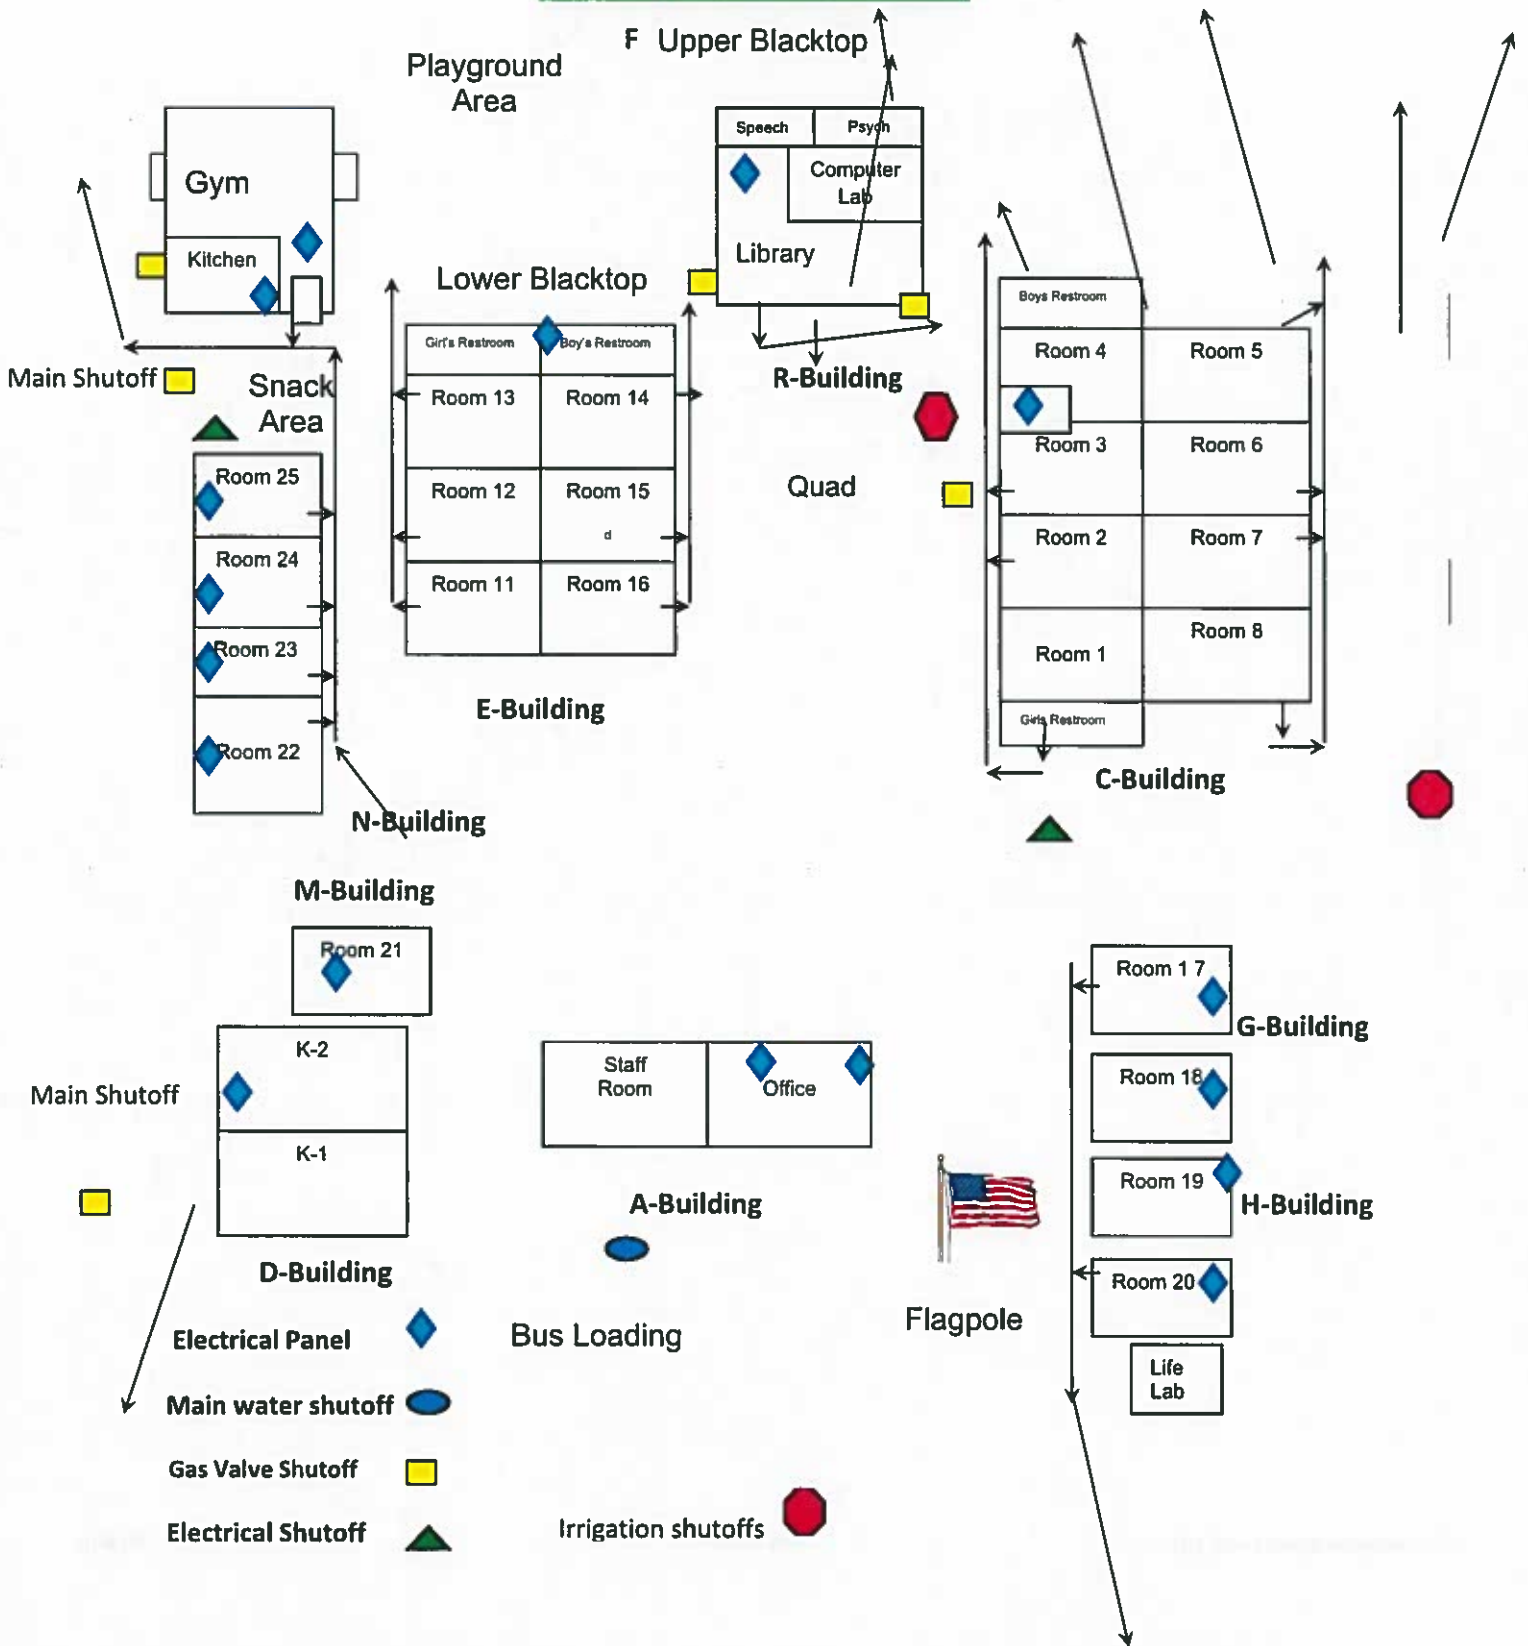 F Upper Blacktop
Playground
Area
Speech
Psych
Gym
Computer
Lab
Kitchen
Library
Lower Blacktop
Boys Restroom
Girl's Restroom
Boy's Restroom
Room 4
Room 5
Main Shutoff
Snack
Area
R-Building
Room 13
Room 14
Room 3
Room 6
Room 25
Quad
Room 12
Room 15
d
Room 2
Room 7
Room 24
Room 11
Room 16
Room 8
Room 23
Room 1
E-Building
Girls Restroom
Room 22
C-Building
N-Building
M-Building
Room 21
Room 1 7
G-Building
K-2
Staff
Room
Office
Room 18
Main Shutoff
K-1
Room 19
A-Building
H-Building
D-Building
Room 20
Flagpole
Electrical Panel
Bus Loading
Life
Lab
Main water shutoff
Gas Valve Shutoff
Electrical Shutoff
Irrigation shutoffs